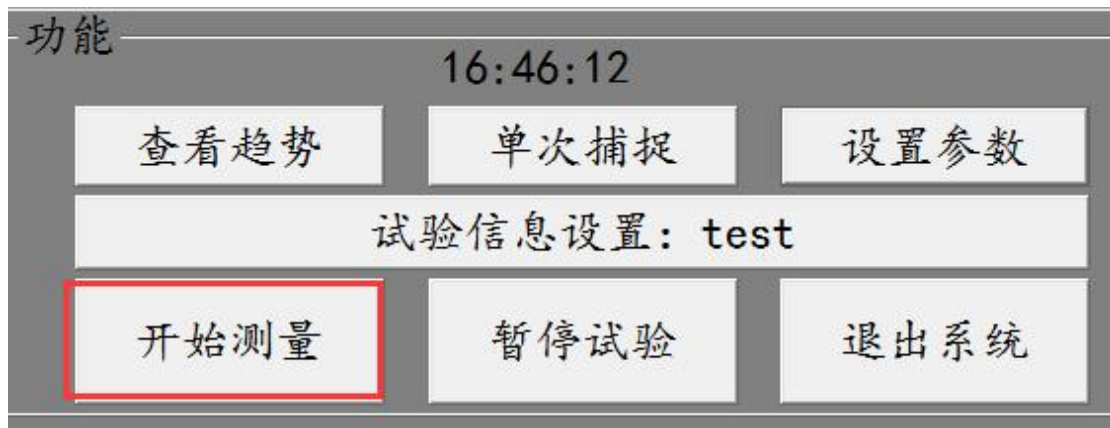 功能
16:46:12
查看趋势 单次捕捉 设置参数
试验信息设置: test
开始测量 暂停试验 退出系统